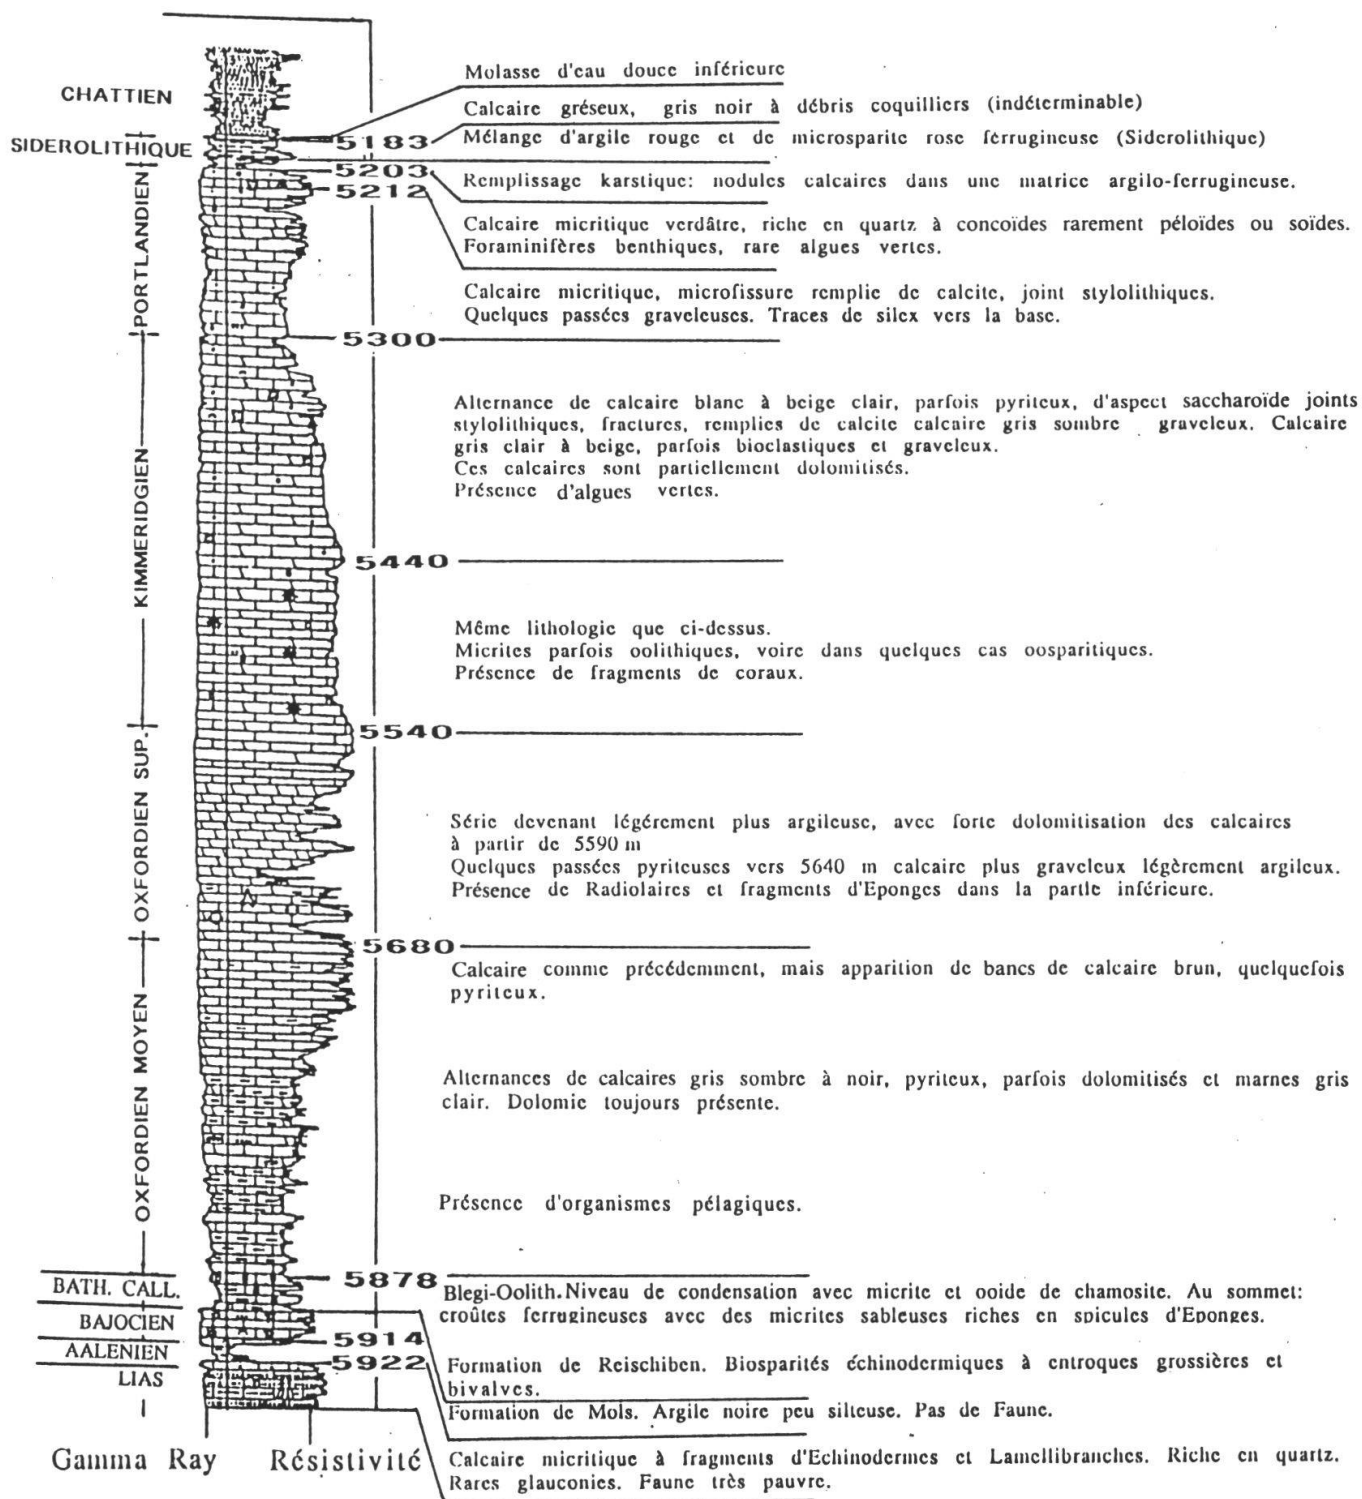 CHATTIEN
SIDEROLITHIQUE
PORTLANDIEN
KIMMERIDGIEN
OXFORDIEN SUP.
OXFORDIEN MOYEN
BATH. CALL.
BAJOCIEN
AALENIEN
LIAS
5183
5203
5212
5300
5440
5540
5680
5878
5914
5922
Gamma Ray
Résistivité
Molasse d'eau douce inférieure
Calcaire gréseux, gris noir à débris coquilliers (indéterminable)
Mélange d'argile rouge et de microsparite rose ferrugineuse (Siderolithique)
Remplissage karstique: nodules calcaires dans une matrice argilo-ferrugineuse.
Calcaire micritique verdâtre, riche en quartz à concoïdes rarement péloïdes ou soïdes.
Foraminifères benthiques, rare algues vertes.
Calcaire micritique, microfissure remplie de calcite, joint stylolithiques.
Quelques passées graveleuses. Traces de silex vers la base.
Alternance de calcaire blanc à beige clair, parfois pyriteux, d'aspect saccharoïde joints
stylolithiques, fractures, remplies de calcite calcaire gris sombre graveleux. Calcaire
gris clair à beige, parfois bioclastiques et graveleux.
Ces calcaires sont partiellement dolomitisés.
Présence d'algues vertes.
Même lithologie que ci-dessus.
Micrites parfois oolithiques, voire dans quelques cas oosparitiques.
Présence de fragments de coraux.
Série devenant légérement plus argileuse, avec forte dolomitisation des calcaires
à partir de 5590 m
Quelques passées pyriteuses vers 5640 m calcaire plus graveleux légèrement argileux.
Présence de Radiolaires et fragments d'Eponges dans la partie inférieure.
Calcaire comme précédemment, mais apparition de bancs de calcaire brun, quelquefois
pyriteux.
Alternances de calcaires gris sombre à noir, pyriteux, parfois dolomitisés et marnes gris
clair. Dolomie toujours présente.
Présence d'organismes pélagiques.
Blegi-Oolith. Niveau de condensation avec micrite et ooide de chamosite. Au sommet:
croûtes ferrugineuses avec des micrites sableuses riches en spicules d'Eponges.
Formation de Reischiben. Biosparités échinodermiques à entroques grossières et
bivalves.
Formation de Mols. Argile noire peu silteuse. Pas de Faune.
Calcaire micritique à fragments d'Echinodermes et Lamellibranches. Riche en quartz.
Rares glauconies. Faune très pauvre.